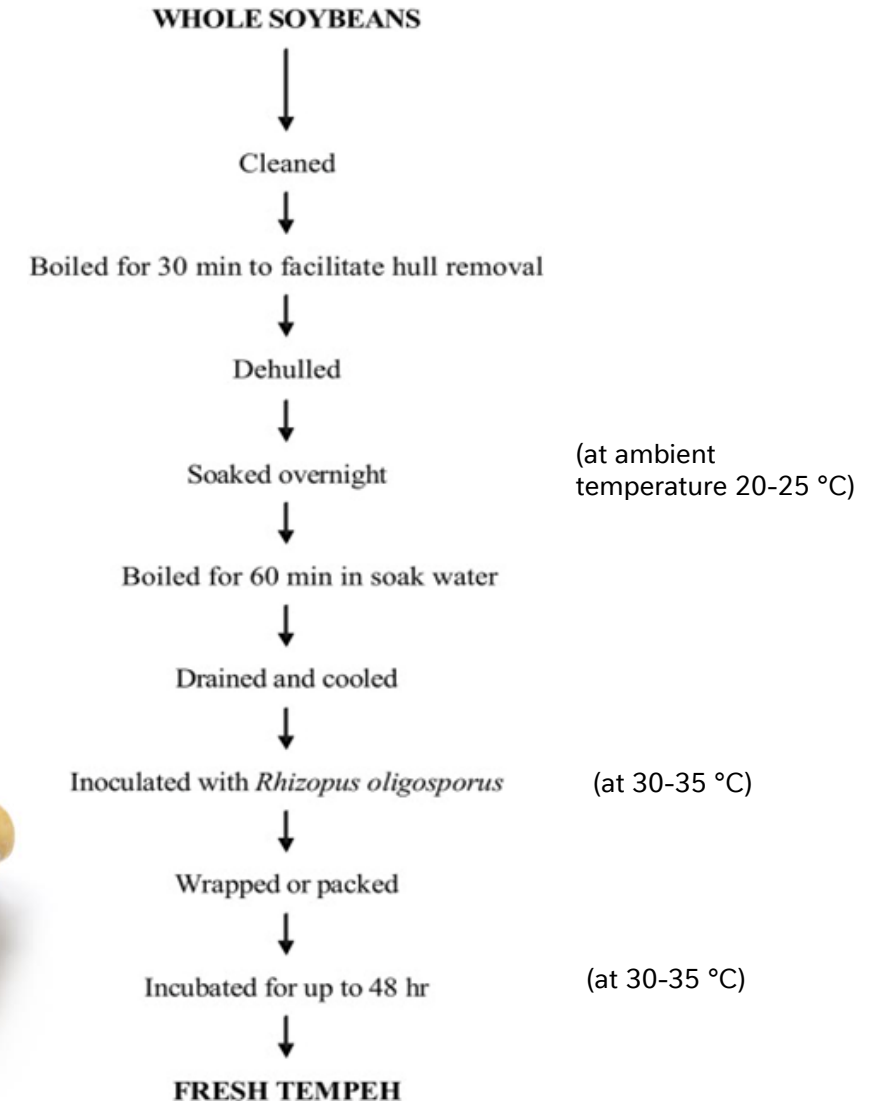 WHOLE SOYBEANS
Cleaned
Boiled for 30 min to facilitate hull removal
Dehulled
Soaked overnight
(at ambient
temperature 20-25 °C)
Boiled for 60 min in soak water
Drained and cooled
Inoculated with Rhizopus oligosporus
(at 30-35 °C)
Wrapped or packed
Incubated for up to 48 hr
(at 30-35 °C)
FRESH TEMPEH